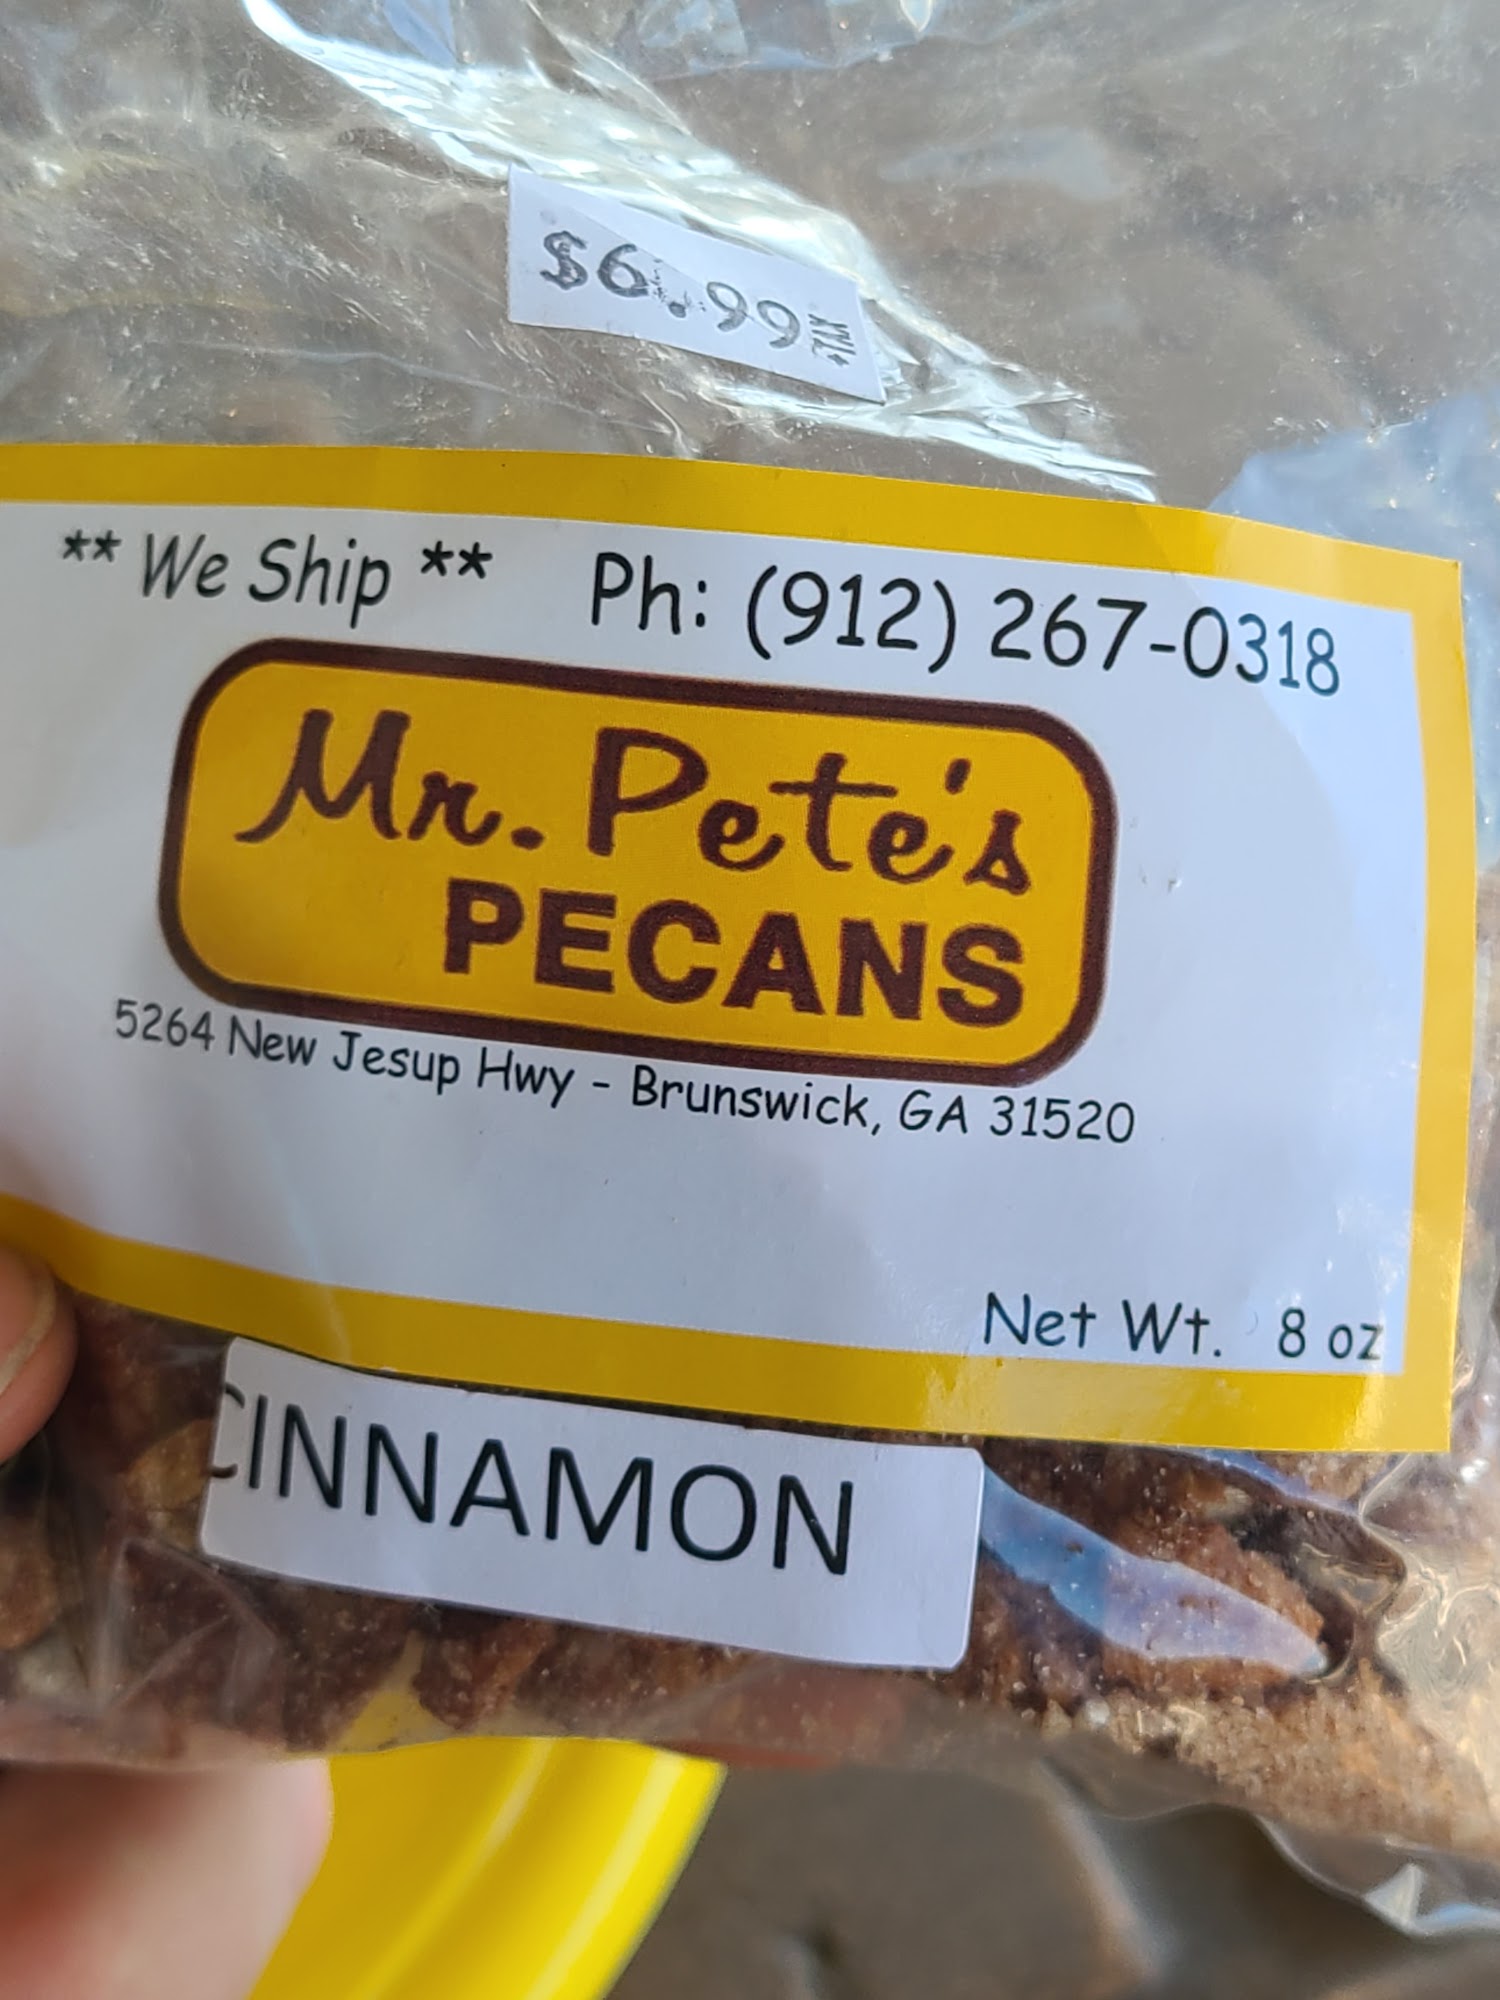 $6.99 +TAX
** We Ship ** Ph: (912) 267-0318
Mr. Pete's
PECANS
5264 New Jesup Hwy - Brunswick, GA 31520
Net Wt. 8 oz
CINNAMON